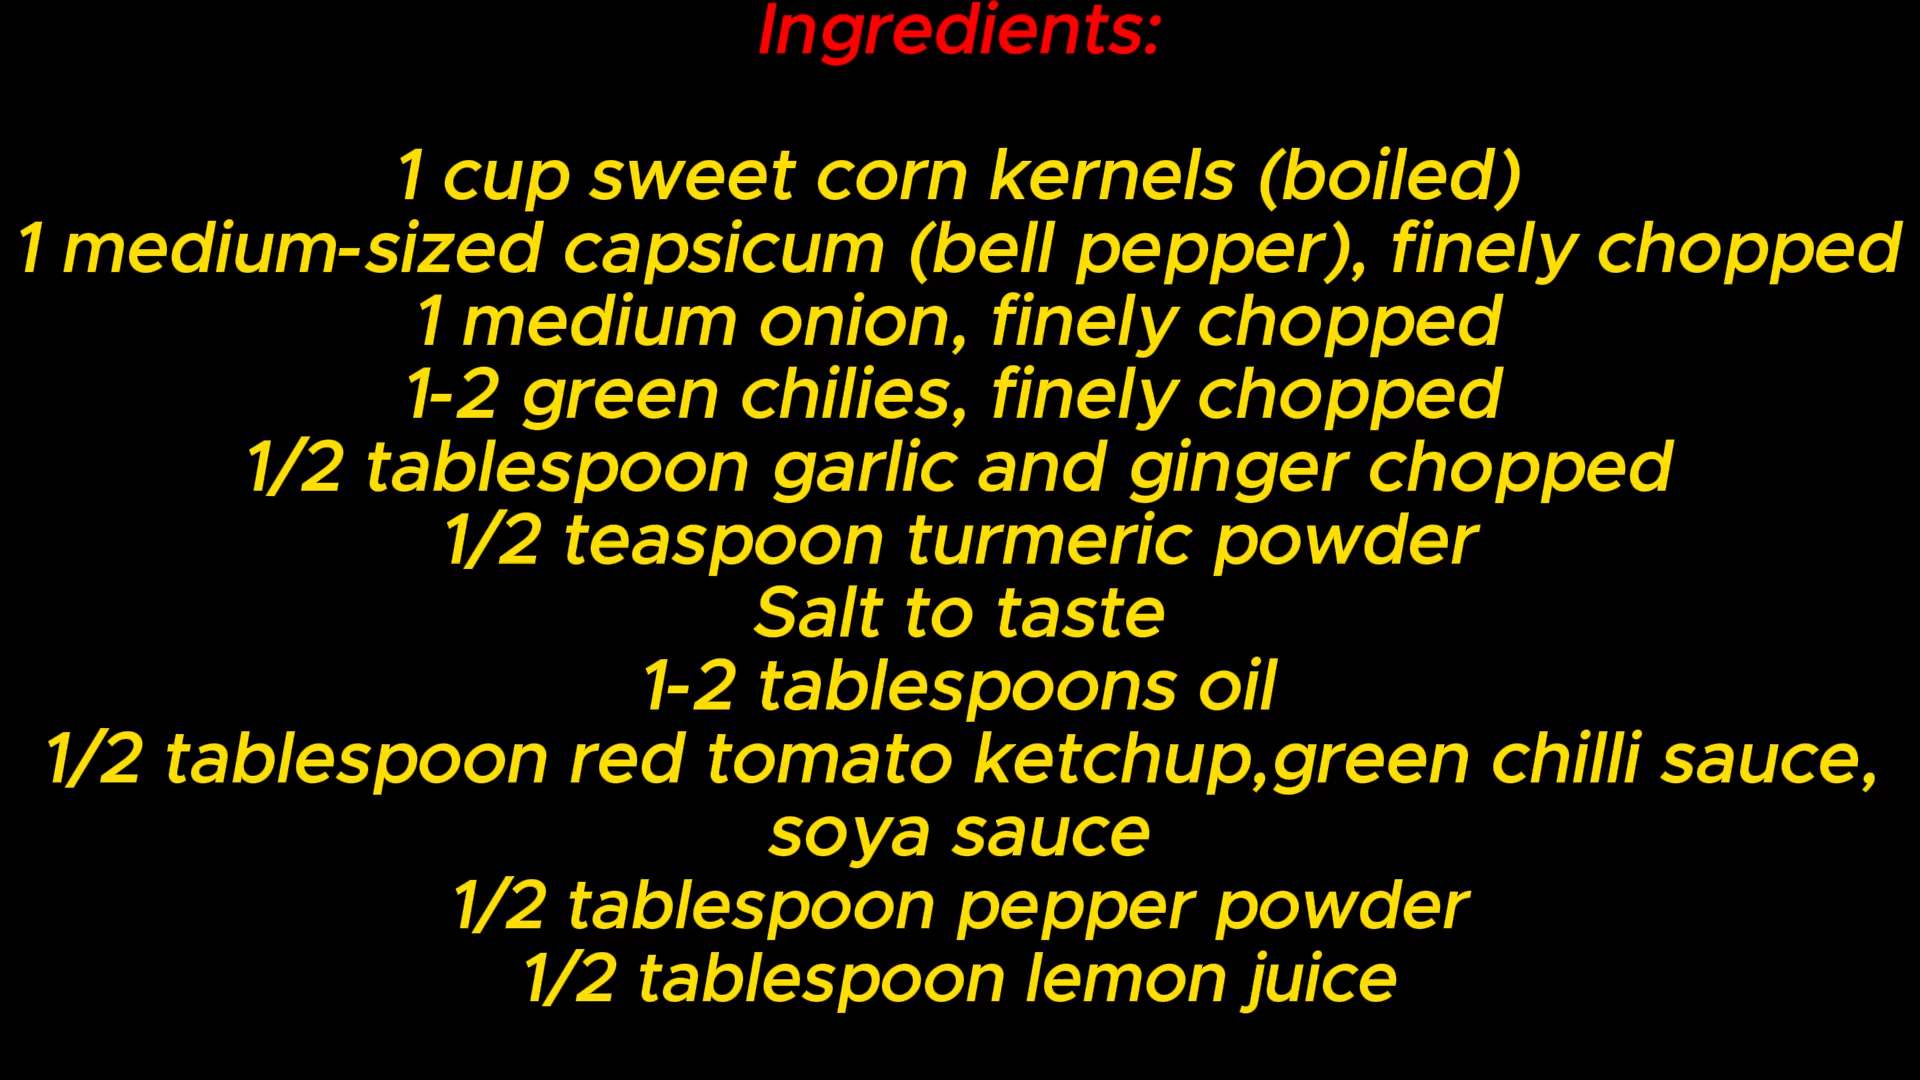 Ingredients:
1 cup sweet corn kernels (boiled)
1 medium-sized capsicum (bell pepper), finely chopped
1 medium onion, finely chopped
1-2 green chilies, finely chopped
1/2 tablespoon garlic and ginger chopped
1/2 teaspoon turmeric powder
Salt to taste
1-2 tablespoons oil
1/2 tablespoon red tomato ketchup,green chilli sauce,
soya sauce
1/2 tablespoon pepper powder
1/2 tablespoon lemon juice